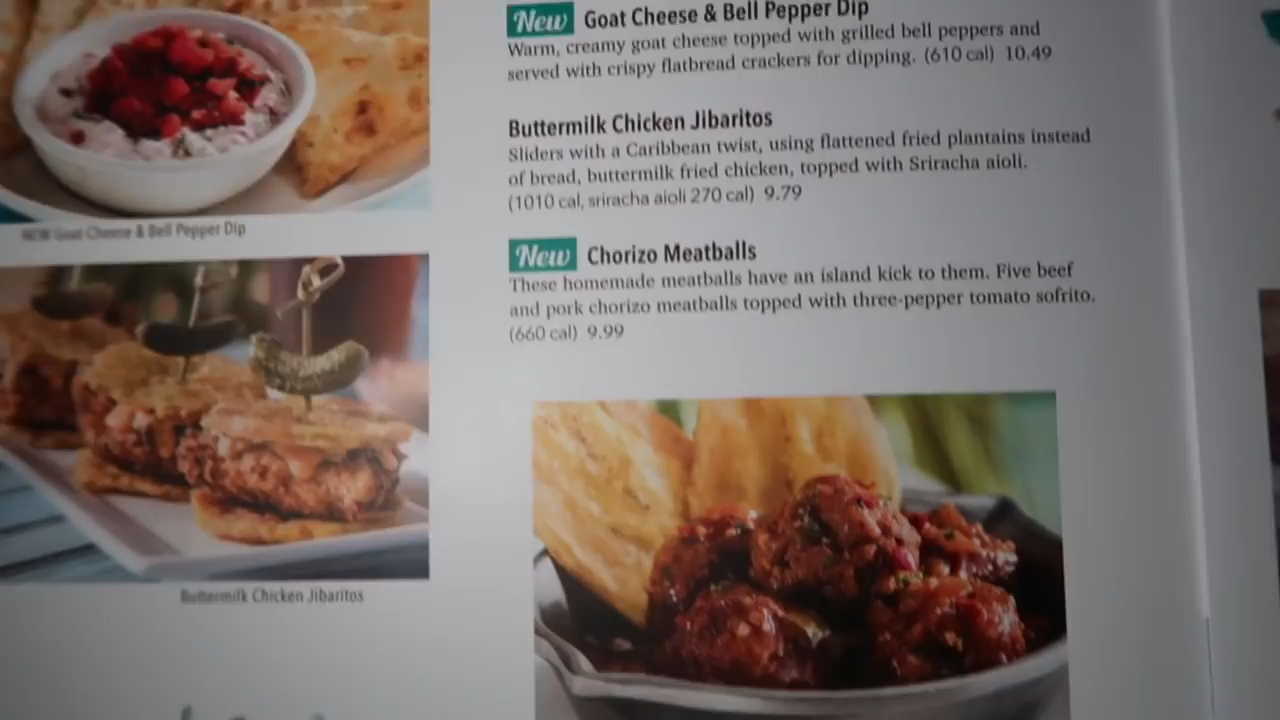 New Goat Cheese & Bell Pepper Dip
Warm, creamy goat cheese topped with grilled bell peppers and
served with crispy flatbread crackers for dipping. (610 cal) 10.49
Buttermilk Chicken Jibaritos
Sliders with a Caribbean twist, using flattened fried plantains instead
of bread, buttermilk fried chicken, topped with Sriracha aioli.
(1010 cal, sriracha aioli 270 cal) 9.79
New Chorizo Meatballs
These homemade meatballs have an island kick to them. Five beef
and pork chorizo meatballs topped with three-pepper tomato sofrito.
(660 cal) 9.99
NEW Goat Cheese & Bell Pepper Dip
Buttermilk Chicken Jibaritos